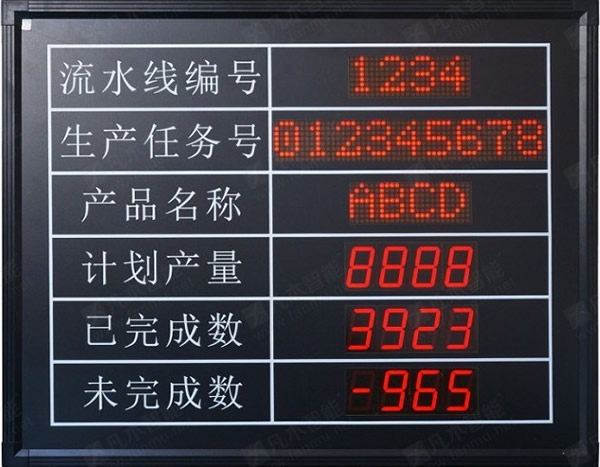 流水线编号 1234
生产任务号 @12345678
产品名称 ABCD
计划产量 8888
已完成数 3923
未完成数 -965